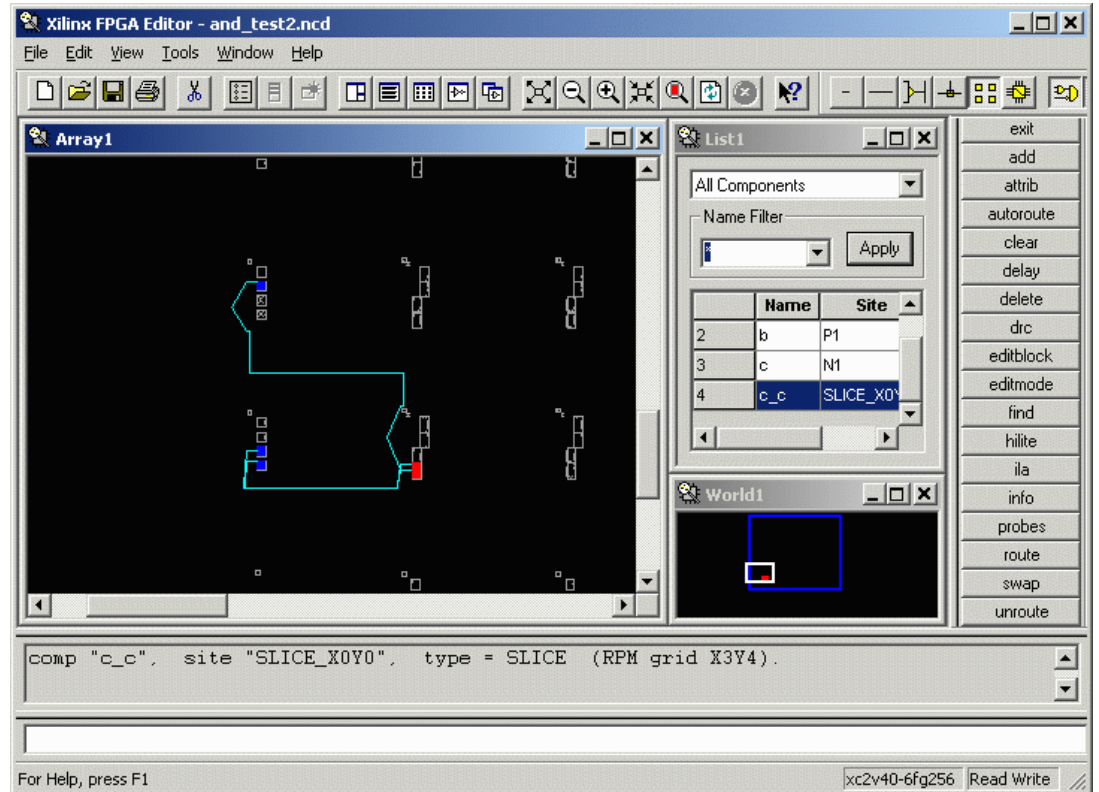 Xilinx FPGA Editor - and_test2.ncd
File Edit View Tools Window Help
Array1
List1
All Components
Name Filter
*
Apply
Name Site
2 b P1
3 c N1
4 c_c SLICE_X0Y
World1
exit
add
attrib
autoroute
clear
delay
delete
drc
editblock
editmode
find
hilite
ila
info
probes
route
swap
unroute
comp "c_c", site "SLICE_X0Y0", type = SLICE (RPM grid X3Y4).
For Help, press F1
xc2v40-6fg256 Read Write